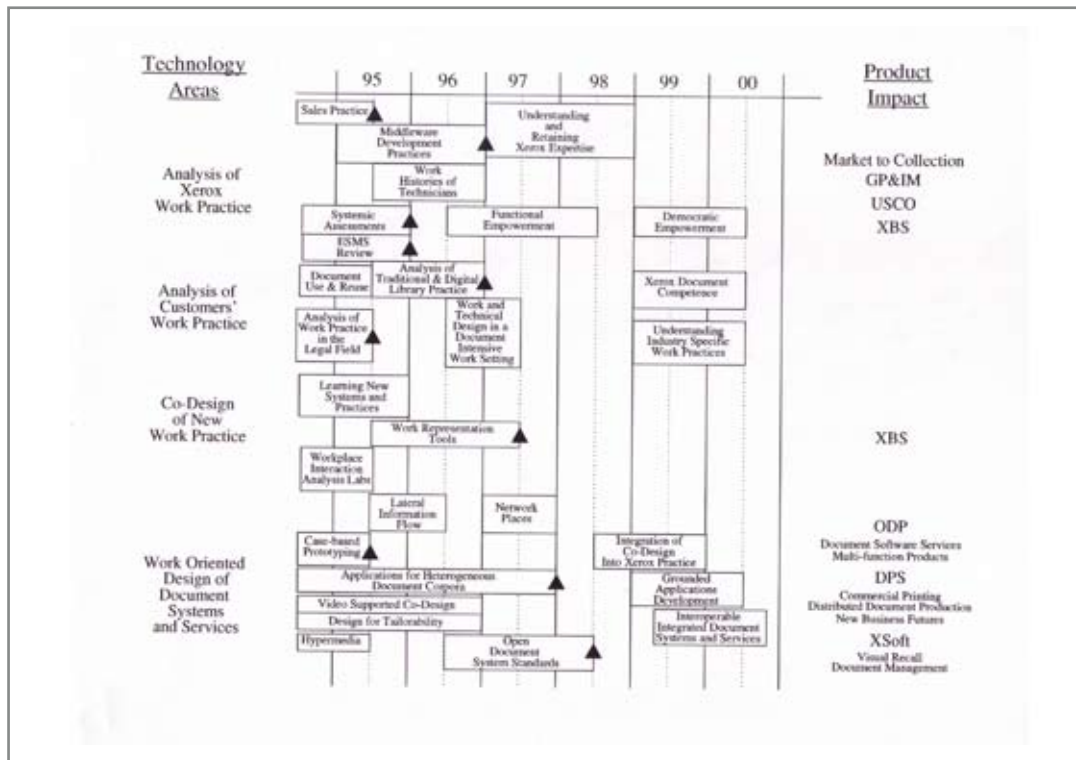 Technology
Areas
95 96 97 98 99 00
Product
Impact
Sales Practice
Middleware
Development
Practices
Understanding
and
Retaining
Xerox Expertise
Work
Histories of
Technicians
Analysis of
Xerox
Work Practice
Market to Collection
GP&IM
USCO
XBS
Systemic
Assessments
Functional
Empowerment
Democratic
Empowerment
ESMS
Review
Analysis of
Customers'
Work Practice
Document
Use & Reuse
Analysis of
Traditional & Digital
Library Practice
Xerox Document
Competence
Analysis of
Work Practice
in the
Legal Field
Work and
Technical
Design in a
Document
Intensive
Work Setting
Understanding
Industry Specific
Work Practices
Co-Design
of New
Work Practice
Learning New
Systems and
Practices
Work Representation
Tools
XBS
Workplace
Interaction
Analysis Labs
Lateral
Information
Flow
Network
Places
Work Oriented
Design of
Document
Systems
and Services
Case-based
Prototyping
Integration of
Co-Design
Into Xerox Practice
Applications for Heterogeneous
Document Corpora
Grounded
Applications
Development
Video Supported Co-Design
Design for Tailorability
Interoperable
Integrated Document
Systems and Services
Hypermedia
Open
Document
System Standards
ODP
Document Software Services
Multi-function Products
DPS
Commercial Printing
Distributed Document Production
New Business Futures
XSoft
Visual Recall
Document Management